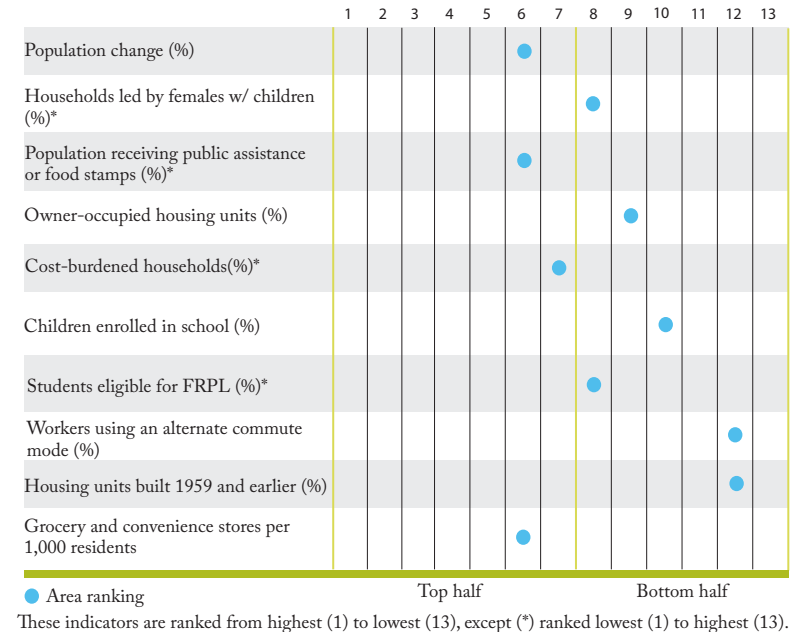 1 2 3 4 5 6 7 8 9 10 11 12 13
Population change (%)
Households led by females w/ children
(%)*
Population receiving public assistance
or food stamps (%)*
Owner-occupied housing units (%)
Cost-burdened households(%)*
Children enrolled in school (%)
Students eligible for FRPL (%)*
Workers using an alternate commute
mode (%)
Housing units built 1959 and earlier (%)
Grocery and convenience stores per
1,000 residents
Area ranking
Top half
Bottom half
These indicators are ranked from highest (1) to lowest (13), except (*) ranked lowest (1) to highest (13).